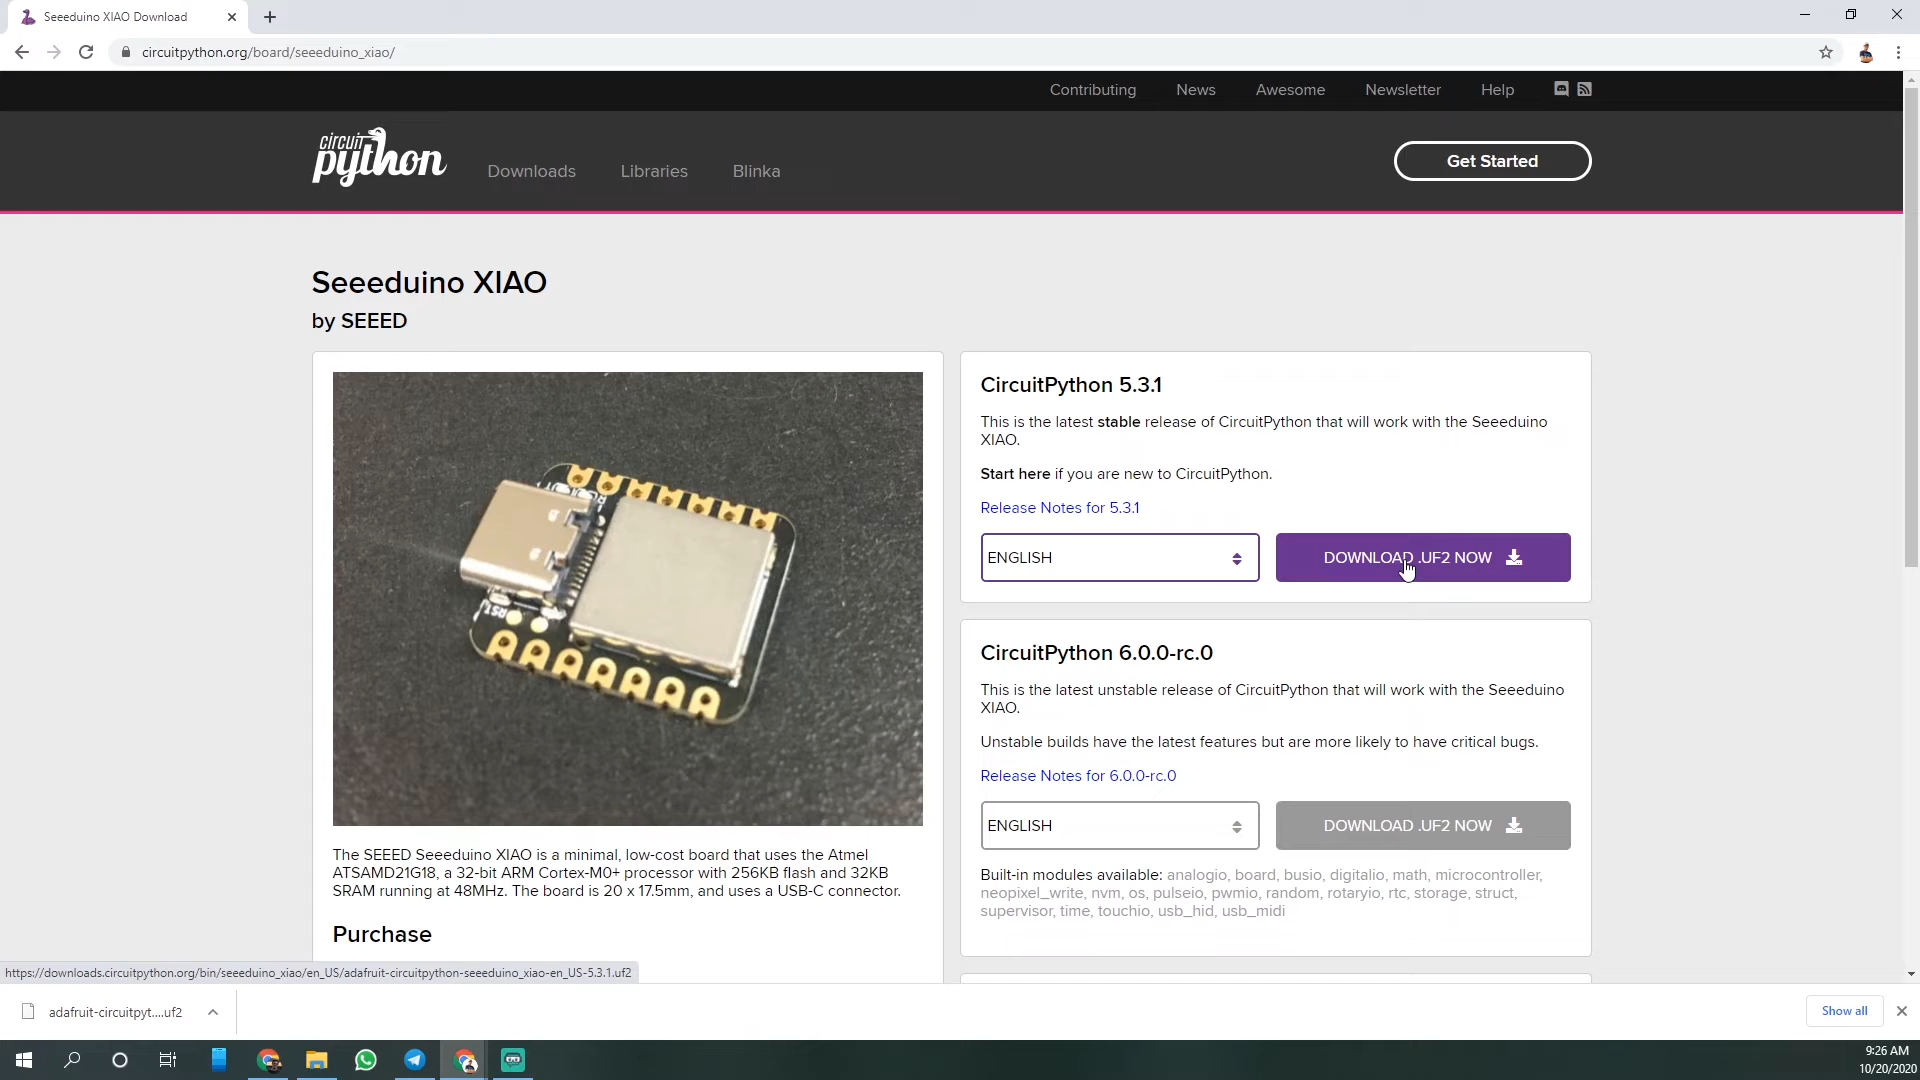 Seeeduino XIAO Download
circuitpython.org/board/seeeduino_xiao/
Contributing News Awesome Newsletter Help
circuit
python
Downloads Libraries Blinka
Get Started
Seeeduino XIAO
by SEEED
CircuitPython 5.3.1
This is the latest stable release of CircuitPython that will work with the Seeeduino
XIAO.
Start here if you are new to CircuitPython.
Release Notes for 5.3.1
ENGLISH
DOWNLOAD .UF2 NOW
CircuitPython 6.0.0-rc.0
This is the latest unstable release of CircuitPython that will work with the Seeeduino
XIAO.
Unstable builds have the latest features but are more likely to have critical bugs.
Release Notes for 6.0.0-rc.0
ENGLISH
DOWNLOAD .UF2 NOW
Built-in modules available: analogio, board, busio, digitalio, math, microcontroller,
neopixel_write, nvm, os, pulseio, pwmio, random, rotaryio, rtc, storage, struct,
supervisor, time, touchio, usb_hid, usb_midi
RST
The SEEED Seeeduino XIAO is a minimal, low-cost board that uses the Atmel
ATSAMD21G18, a 32-bit ARM Cortex-M0+ processor with 256KB flash and 32KB
SRAM running at 48MHz. The board is 20 x 17.5mm, and uses a USB-C connector.
Purchase
https://downloads.circuitpython.org/bin/seeeduino_xiao/en_US/adafruit-circuitpython-seeeduino_xiao-en_US-5.3.1.uf2
adafruit-circuitpyt....uf2
Show all
9:26 AM
10/20/2020